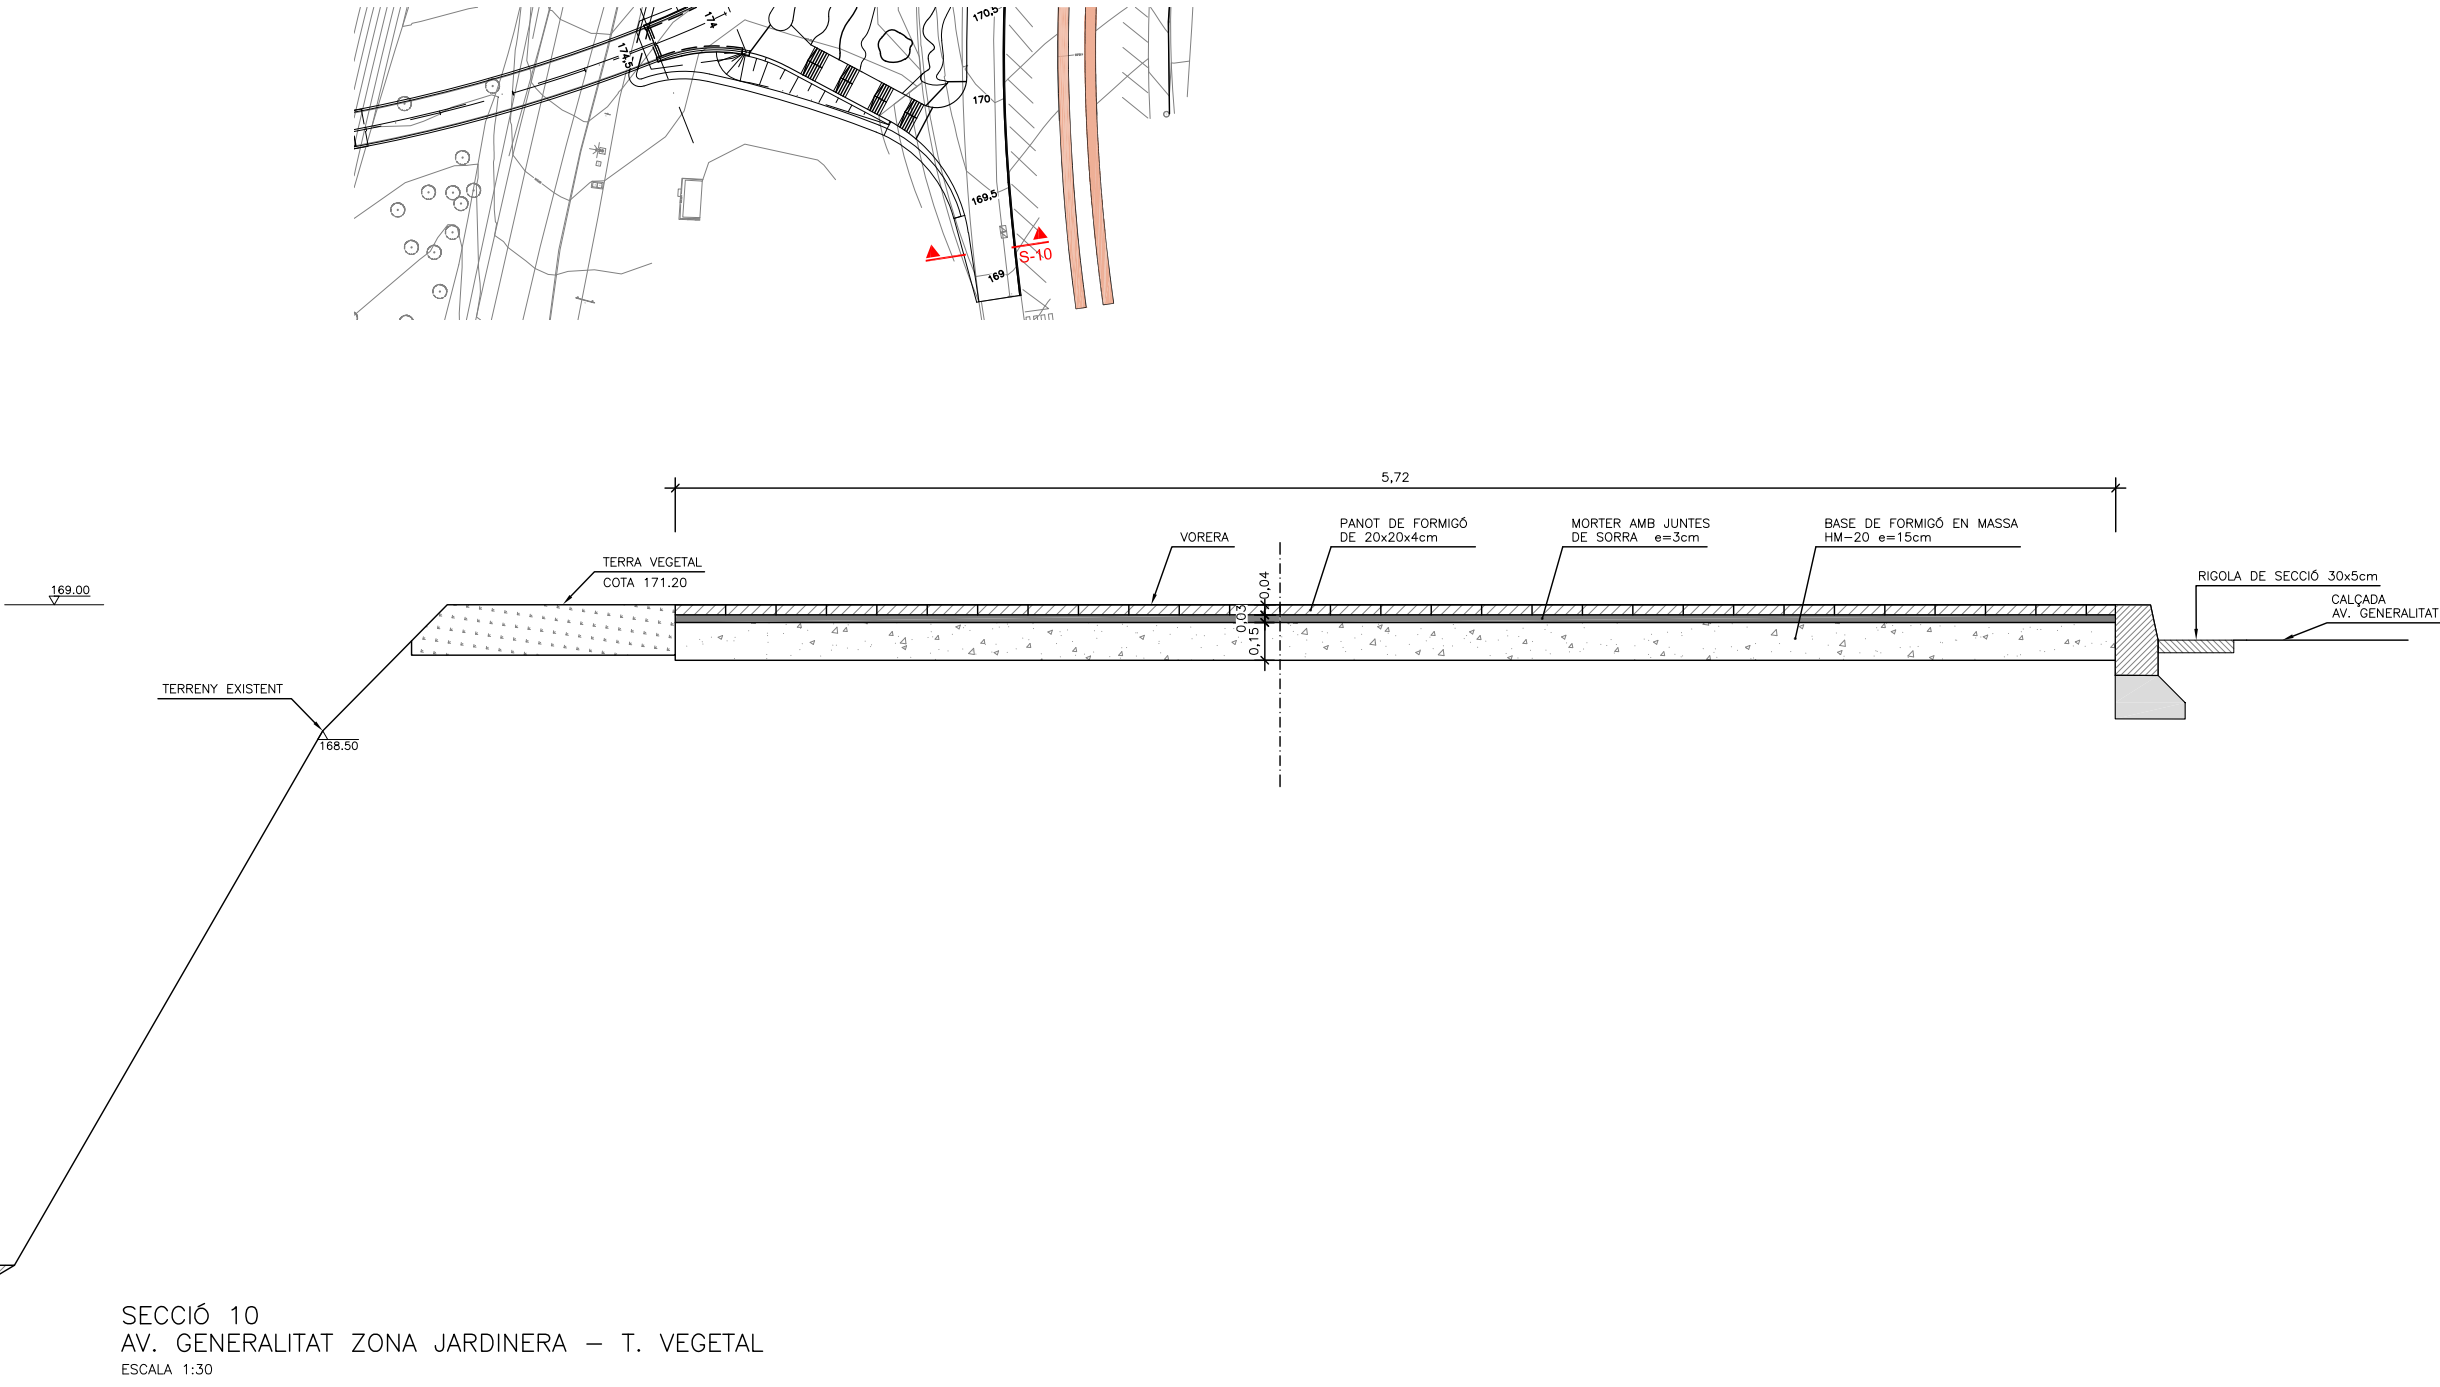 174
170,5
174,5
170
169,5
S-10
169
5,72
PANOT DE FORMIGÓ
DE 20x20x4cm
MORTER AMB JUNTES
DE SORRA e=3cm
BASE DE FORMIGÓ EN MASSA
HM-20 e=15cm
VORERA
TERRA VEGETAL
COTA 171.20
169.00
0,04
0,03
0,15
RIGOLA DE SECCIÓ 30x5cm
CALÇADA
AV. GENERALITAT
TERRENY EXISTENT
168.50
SECCIÓ 10
AV. GENERALITAT ZONA JARDINERA - T. VEGETAL
ESCALA 1:30